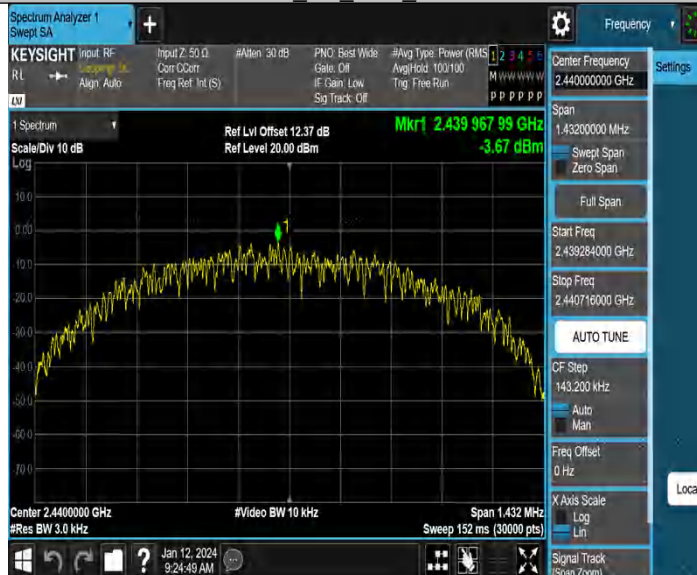 Spectrum Analyzer 1
Swept SA
+
Frequency
KEYSIGHT
RL
Input: RF
Align: Auto
Input Z: 50 Ω
Corr CCorr
Freq Ref: Int (S)
#Atten: 30 dB
PNO: Best Wide
Gate: Off
IF Gain: Low
Sig Track: Off
#Avg Type: Power (RMS
Avg|Hold: 100/100
Trig: Free Run
1 2 3 4 5 6
M W W W W W
P P P P P P
1 Spectrum
Scale/Div 10 dB
Log
Ref Lvl Offset 12.37 dB
Ref Level 20.00 dBm
Mkr1 2.439 967 99 GHz
-3.67 dBm
1
10.0
0.00
-10.0
-20.0
-30.0
-40.0
-50.0
-60.0
-70.0
Center 2.4400000 GHz
#Res BW 3.0 kHz
#Video BW 10 kHz
Span 1.432 MHz
Sweep 152 ms (30000 pts)
Jan 12, 2024
9:24:49 AM
?
Center Frequency
2.440000000 GHz
Settings
Span
1.43200000 MHz
Swept Span
Zero Span
Full Span
Start Freq
2.439284000 GHz
Stop Freq
2.440716000 GHz
AUTO TUNE
CF Step
143.200 kHz
Auto
Man
Freq Offset
0 Hz
X Axis Scale
Log
Lin
Loca
Signal Track
(Span Zoom)